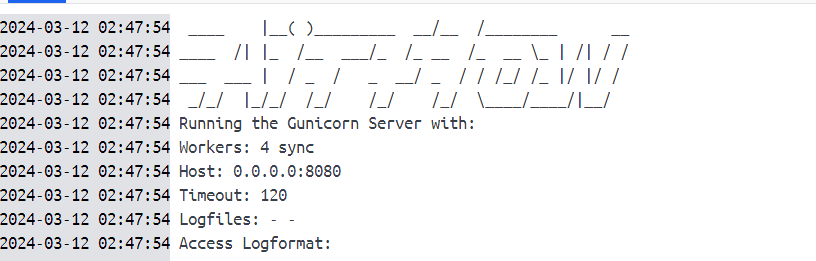 2024-03-12 02:47:54  ____    |__( )_________  __/__  /________      __
2024-03-12 02:47:54 ____  /| |_  /__  ___/_  /_ __  /_  __ \_ | /| / /
2024-03-12 02:47:54 ___  ___ |  / _  /   _  __/ _  / / /_/ /_ |/ |/ /
2024-03-12 02:47:54  _/_/  |_/_/  /_/    /_/    /_/  \____/____/|__/
2024-03-12 02:47:54 Running the Gunicorn Server with:
2024-03-12 02:47:54 Workers: 4 sync
2024-03-12 02:47:54 Host: 0.0.0.0:8080
2024-03-12 02:47:54 Timeout: 120
2024-03-12 02:47:54 Logfiles: - -
2024-03-12 02:47:54 Access Logformat: